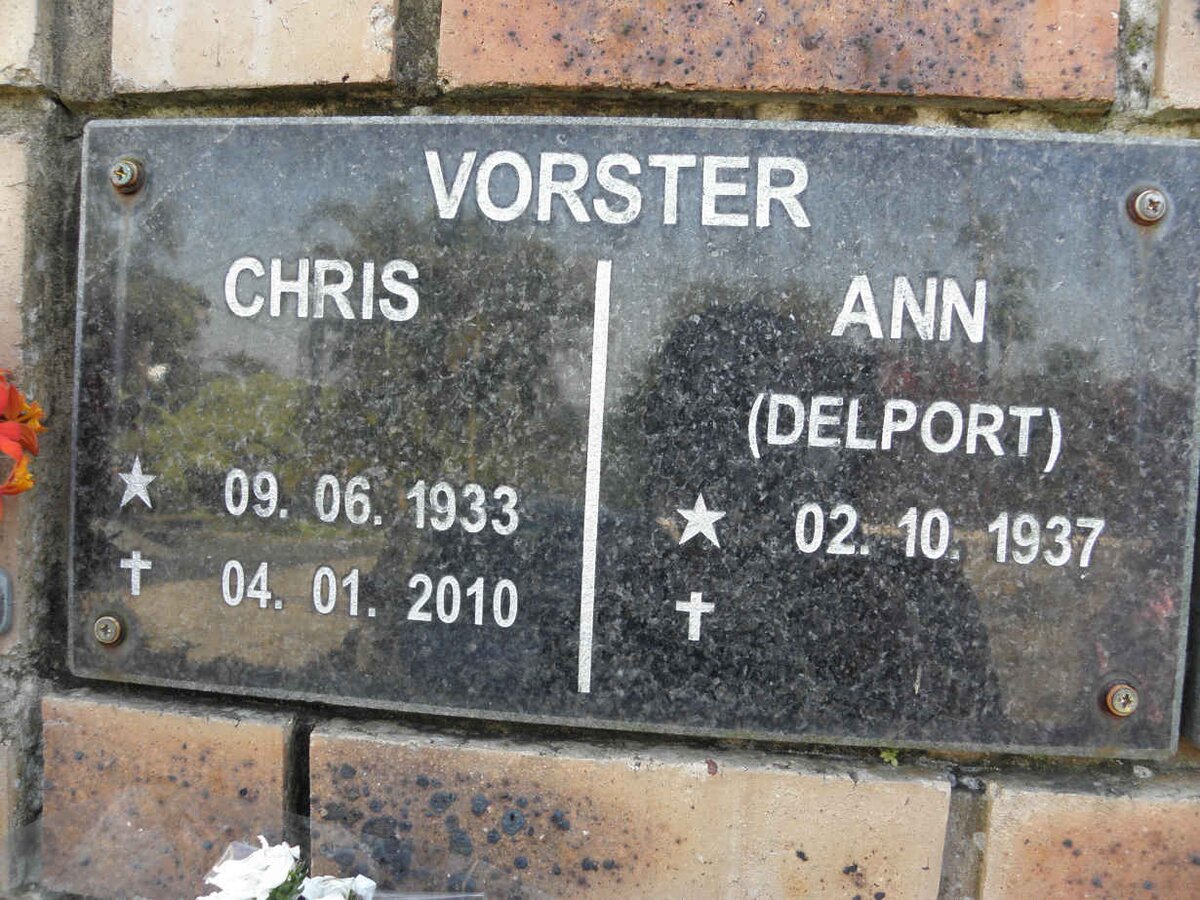 VORSTER
CHRIS
09. 06. 1933
04. 01. 2010
ANN
(DELPORT)
02. 10. 1937